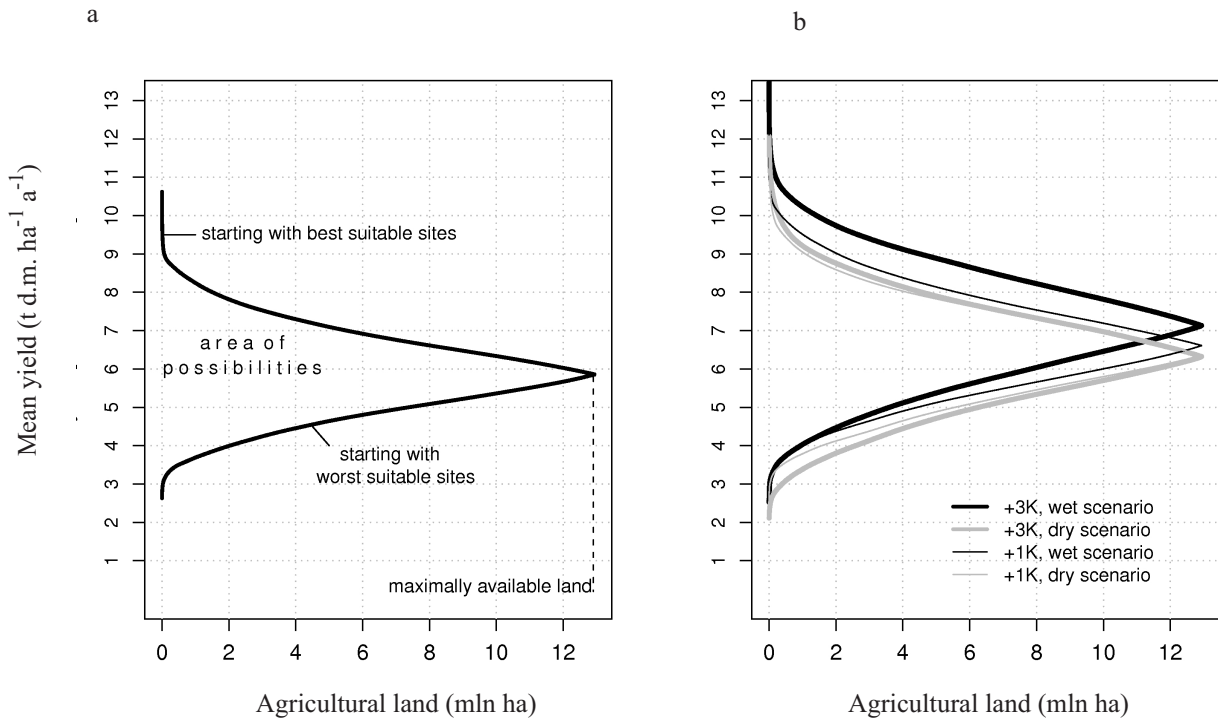 a
Mean yield (t d.m. ha⁻¹ a⁻¹)
13
12
11
10
9
8
7
6
5
4
3
2
1
starting with best suitable sites
area of
possibilities
starting with
worst suitable sites
maximally available land
0 2 4 6 8 10 12
Agricultural land (mln ha)
b
13
12
11
10
9
8
7
6
5
4
3
2
1
+3K, wet scenario
+3K, dry scenario
+1K, wet scenario
+1K, dry scenario
0 2 4 6 8 10 12
Agricultural land (mln ha)